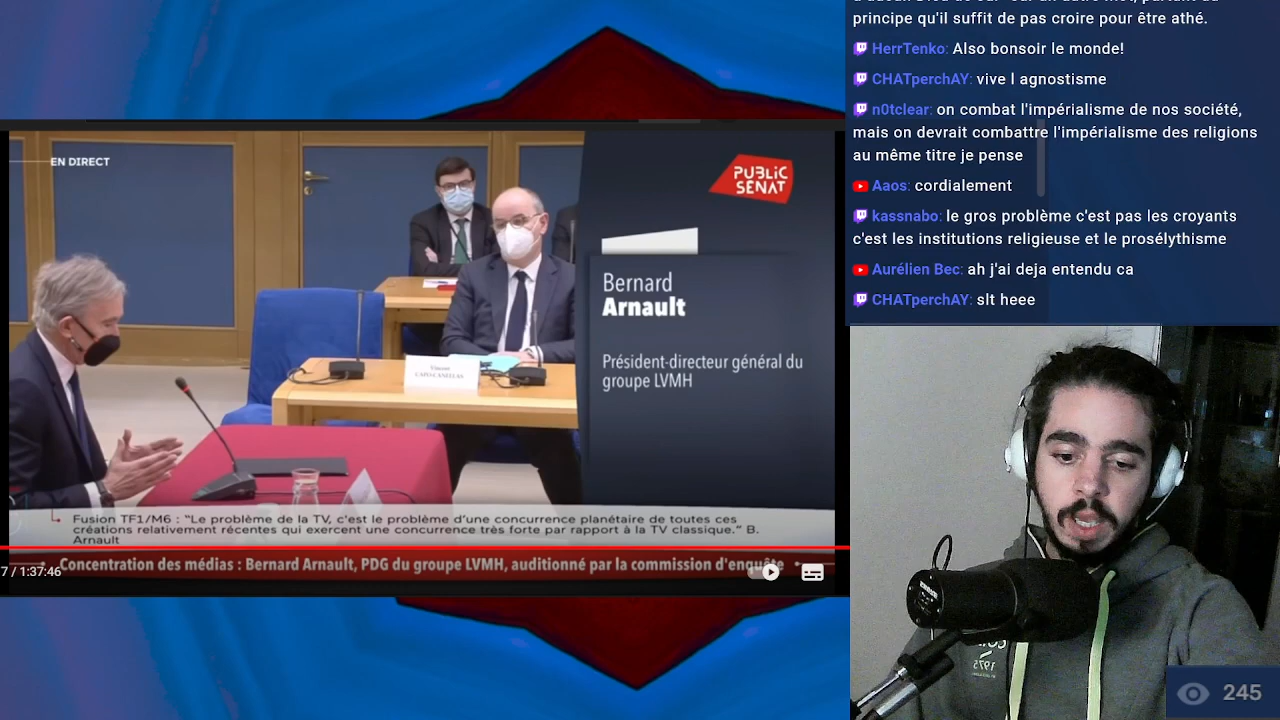 principe qu'il suffit de pas croire pour être athé.
HerrTenko: Also bonsoir le monde!
CHATperchAY: vive l agnostisme
n0tclear: on combat l'impérialisme de nos société,
mais on devrait combattre l'impérialisme des religions
au même titre je pense
Aaos: cordialement
kassnabo: le gros problème c'est pas les croyants
c'est les institutions religieuse et le prosélythisme
Aurélien Bec: ah j'ai deja entendu ca
CHATperchAY: slt heee
EN DIRECT
PUBLIC
SÉNAT
Bernard
Arnault
Président-directeur général du
groupe LVMH
Vincent
Fusion TF1/M6 : "Le problème de la TV, c'est le problème d'une concurrence planétaire de toutes ces
créations relativement récentes qui exercent une concurrence très forte par rapport à la TV classique." B.
Arnault
Concentration des médias : Bernard Arnault, PDG du groupe LVMH, auditionné par la commission d'enquête
7 / 1:37:46
1975
245